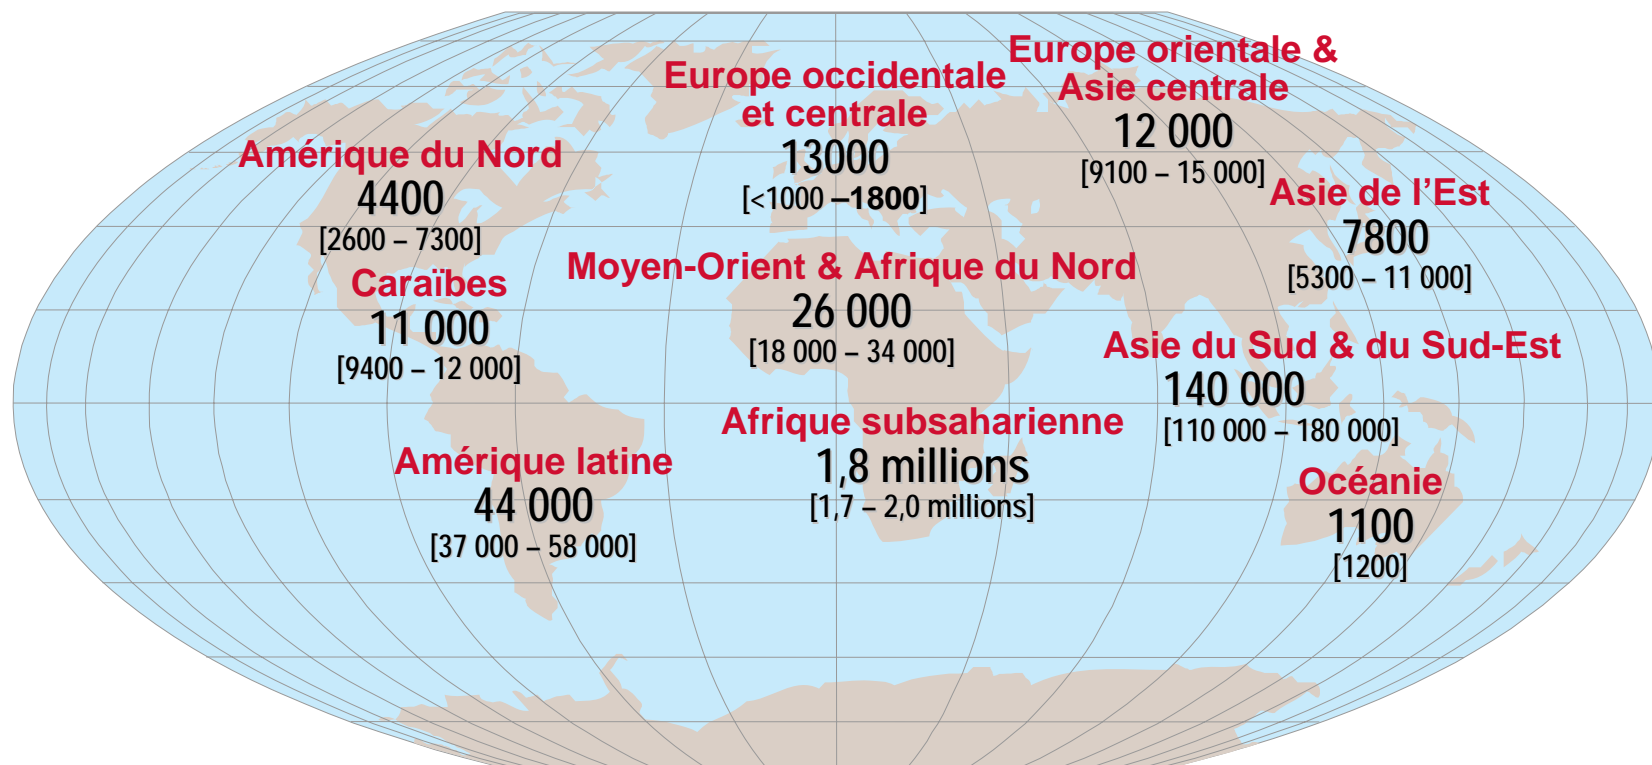 Europe orientale &
Asie centrale
12 000
[9100 – 15 000]
Europe occidentale
et centrale
13000
[<1000 –1800]
Amérique du Nord
4400
[2600 – 7300]
Asie de l’Est
7800
[5300 – 11 000]
Caraïbes
11 000
[9400 – 12 000]
Moyen-Orient & Afrique du Nord
26 000
[18 000 – 34 000]
Asie du Sud & du Sud-Est
140 000
[110 000 – 180 000]
Afrique subsaharienne
1,8 millions
[1,7 – 2,0 millions]
Amérique latine
44 000
[37 000 – 58 000]
Océanie
1100
[1200]